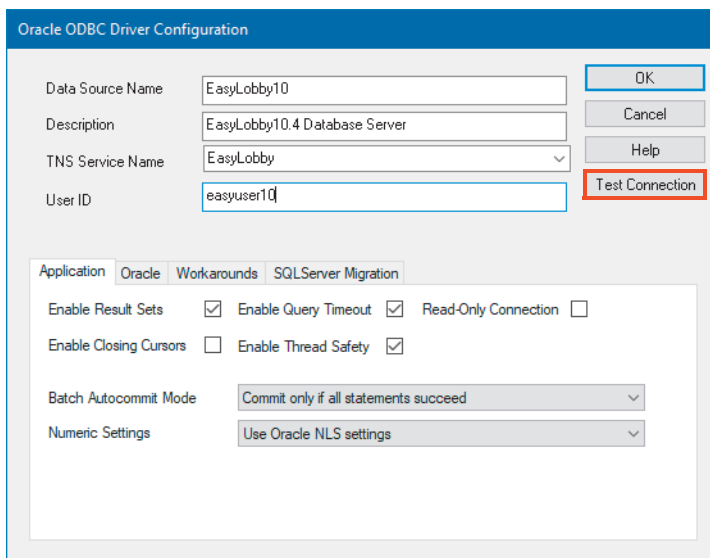 Oracle ODBC Driver Configuration
Data Source Name EasyLobby10 OK
Description EasyLobby10.4 Database Server Cancel
TNS Service Name EasyLobby Help
User ID easyuser10 Test Connection
Application Oracle Workarounds SQLServer Migration
Enable Result Sets Enable Query Timeout Read-Only Connection
Enable Closing Cursors Enable Thread Safety
Batch Autocommit Mode Commit only if all statements succeed
Numeric Settings Use Oracle NLS settings